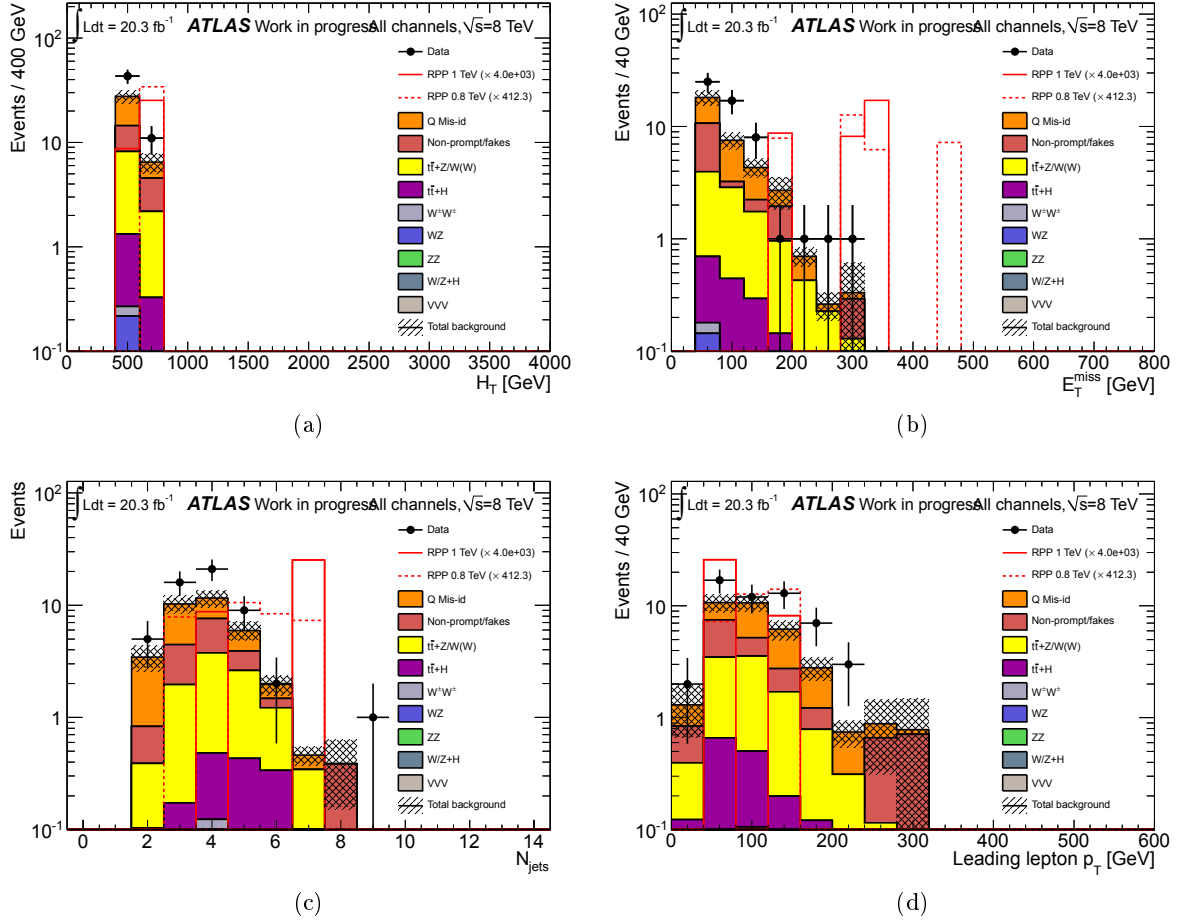 Events / 400 GeV
10²
10
1
10⁻¹
∫ Ldt = 20.3 fb⁻¹ ATLAS Work in progress All channels, √s=8 TeV
Data
RPP 1 TeV (× 4.0e+03)
RPP 0.8 TeV (× 412.3)
Q Mis-id
Non-prompt/fakes
tt̄+Z/W(W)
tt̄+H
W±W±
WZ
ZZ
W/Z+H
VVV
Total background
0 500 1000 1500 2000 2500 3000 3500 4000
H_T [GeV]
(a)
Events / 40 GeV
10²
10
1
10⁻¹
∫ Ldt = 20.3 fb⁻¹ ATLAS Work in progress All channels, √s=8 TeV
Data
RPP 1 TeV (× 4.0e+03)
RPP 0.8 TeV (× 412.3)
Q Mis-id
Non-prompt/fakes
tt̄+Z/W(W)
tt̄+H
W±W±
WZ
ZZ
W/Z+H
VVV
Total background
0 100 200 300 400 500 600 700 800
E_T^miss [GeV]
(b)
Events
10²
10
1
10⁻¹
∫ Ldt = 20.3 fb⁻¹ ATLAS Work in progress All channels, √s=8 TeV
Data
RPP 1 TeV (× 4.0e+03)
RPP 0.8 TeV (× 412.3)
Q Mis-id
Non-prompt/fakes
tt̄+Z/W(W)
tt̄+H
W±W±
WZ
ZZ
W/Z+H
VVV
Total background
0 2 4 6 8 10 12 14
N_jets
(c)
Events / 40 GeV
10²
10
1
10⁻¹
∫ Ldt = 20.3 fb⁻¹ ATLAS Work in progress All channels, √s=8 TeV
Data
RPP 1 TeV (× 4.0e+03)
RPP 0.8 TeV (× 412.3)
Q Mis-id
Non-prompt/fakes
tt̄+Z/W(W)
tt̄+H
W±W±
WZ
ZZ
W/Z+H
VVV
Total background
0 100 200 300 400 500 600
Leading lepton p_T [GeV]
(d)